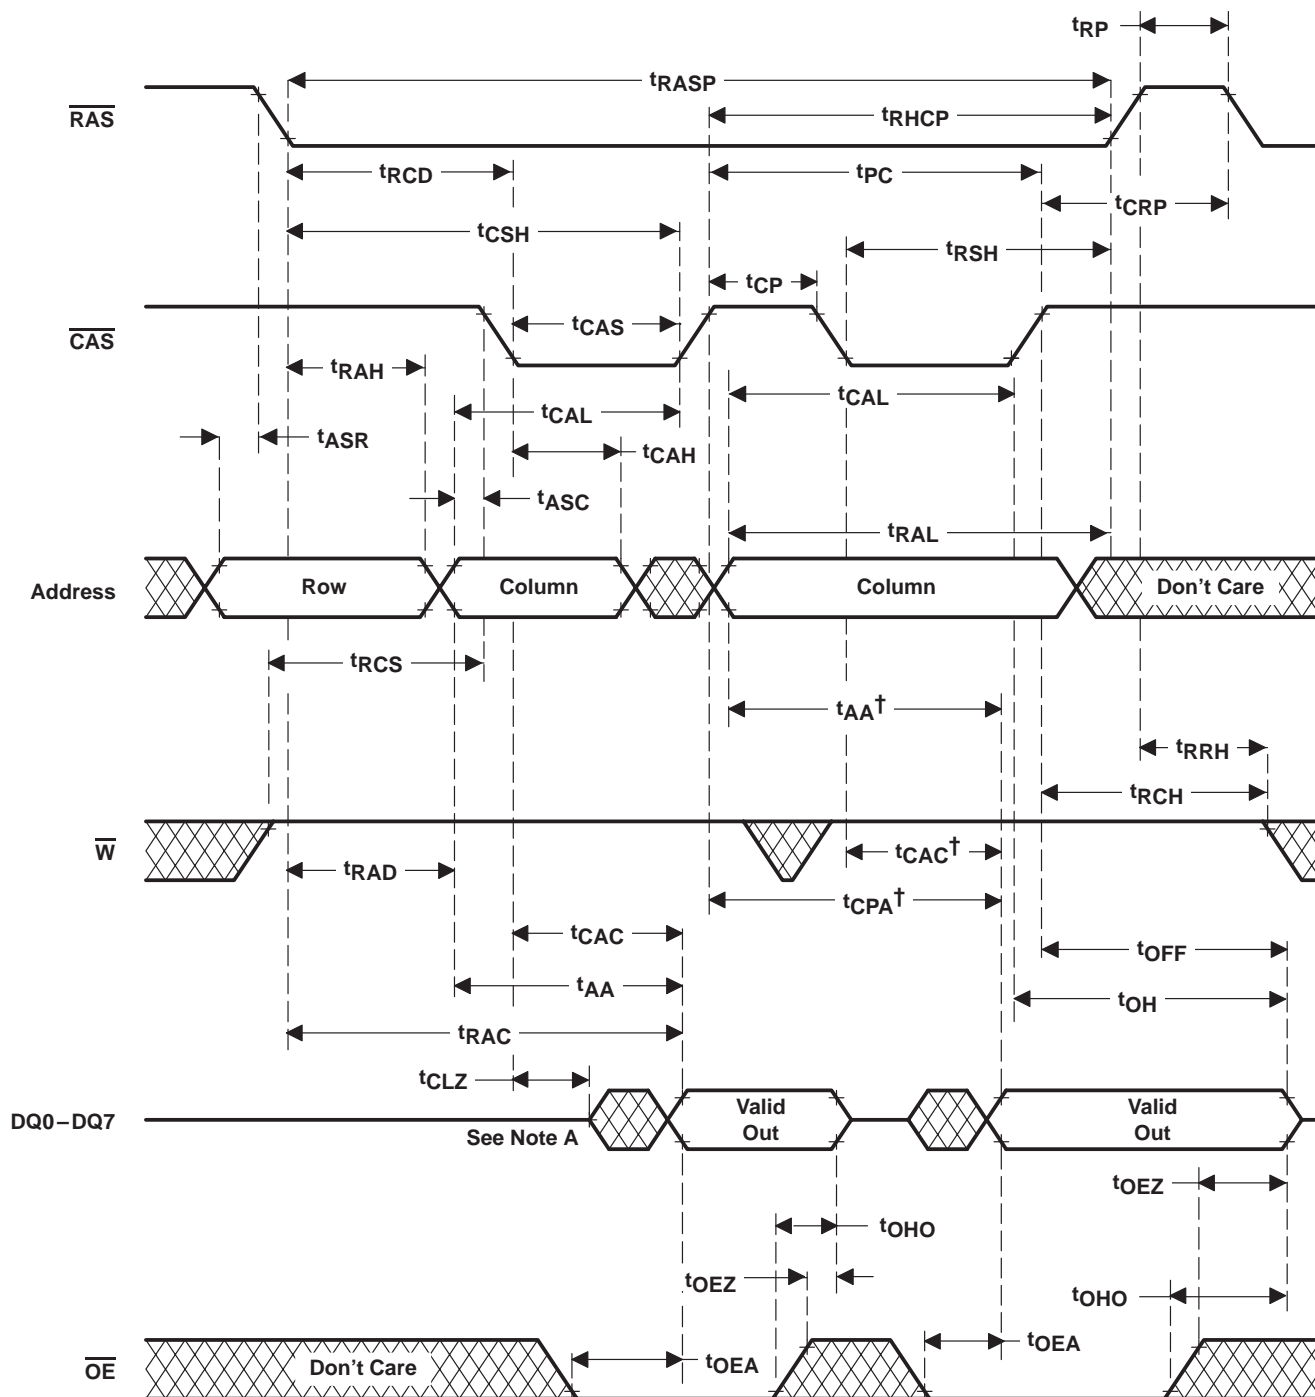 tRP
tRASP
RAS
tRHCP
tRCD
tPC
tCRP
tCSH
tRSH
tCP
CAS
tCAS
tRAH
tCAL
tCAL
tASR
tCAH
tASC
tRAL
Address
Row
Column
Column
Don't Care
tRCS
tAA†
tRRH
tRCH
W
tCAC†
tRAD
tCPA†
tCAC
tOFF
tAA
tOH
tRAC
tCLZ
DQ0–DQ7
Valid
Out
Valid
Out
See Note A
tOEZ
tOHO
tOEZ
tOHO
OE
Don't Care
tOEA
tOEA